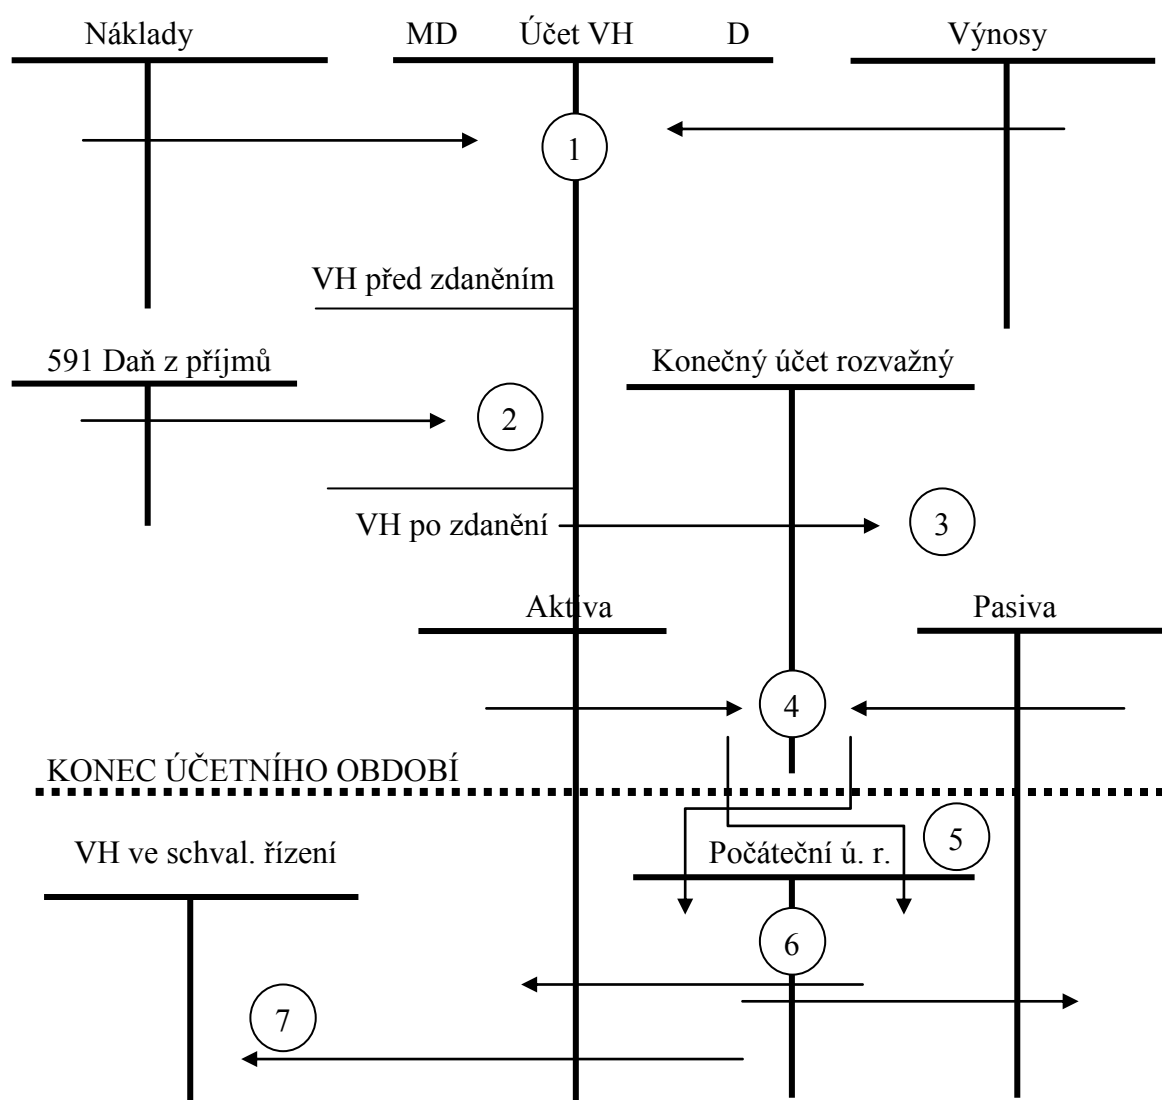 Náklady
MD Účet VH D
Výnosy
1
VH před zdaněním
591 Daň z příjmů
Konečný účet rozvažný
2
VH po zdanění
3
Aktiva
Pasiva
4
KONEC ÚČETNÍHO OBDOBÍ
5
VH ve schval. řízení
Počáteční ú. r.
6
7